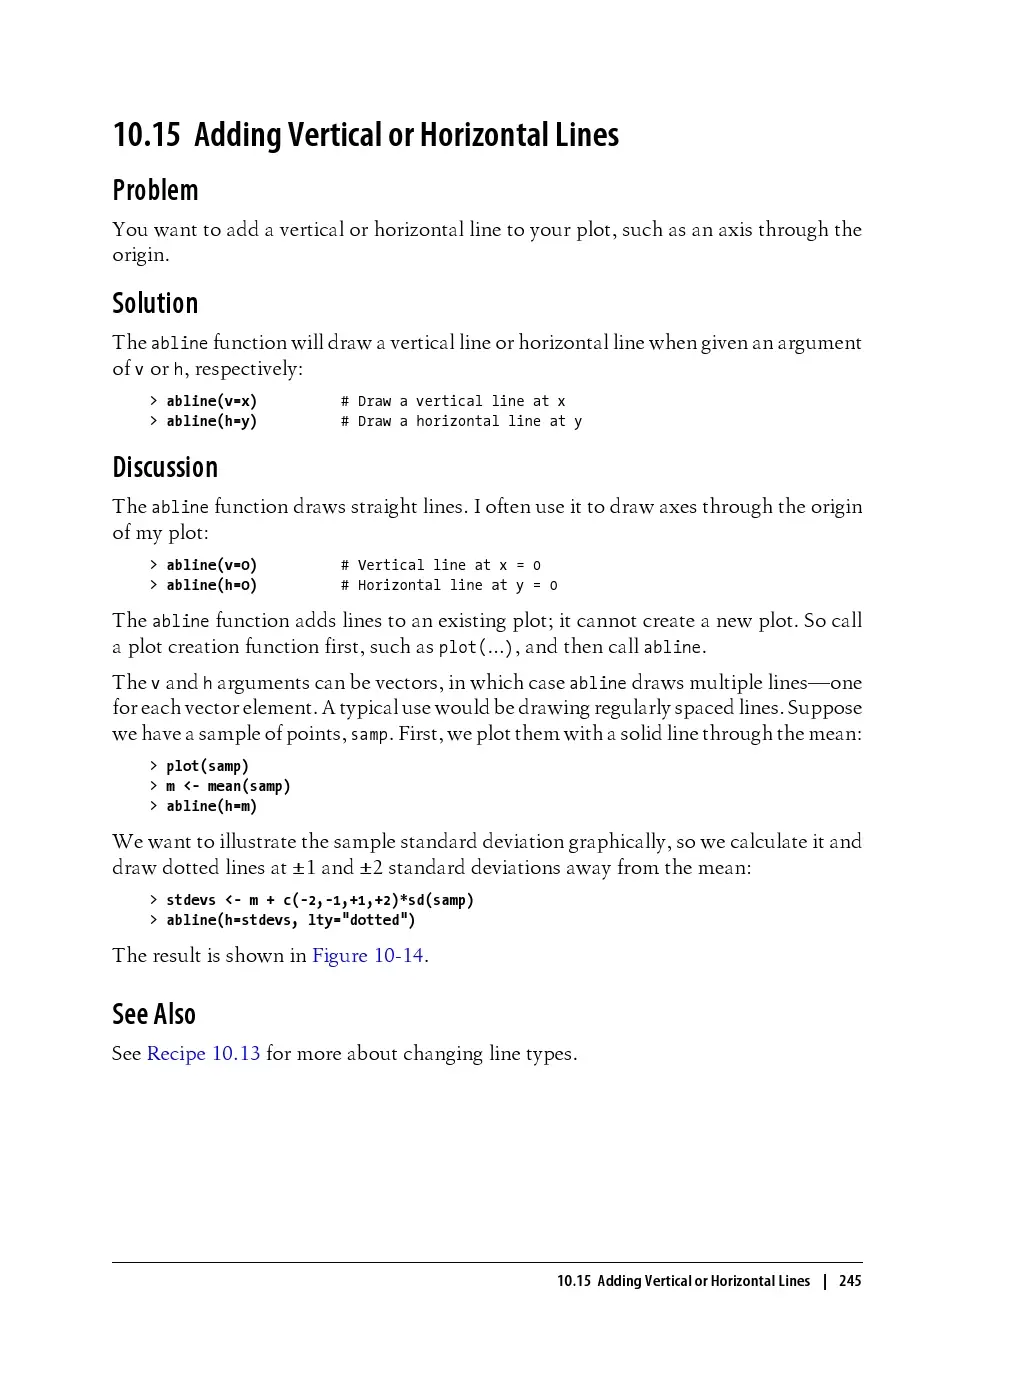 10.15 Adding Vertical or Horizontal Lines
Problem
You want to add a vertical or horizontal line to your plot, such as an axis through the
origin.
Solution
The abline function will draw a vertical line or horizontal line when given an argument
of v or h, respectively:
> abline(v=x) # Draw a vertical line at x
> abline(h=y) # Draw a horizontal line at y
Discussion
The abline function draws straight lines. I often use it to draw axes through the origin
of my plot:
> abline(v=0) # Vertical line at x = 0
> abline(h=0) # Horizontal line at y = 0
The abline function adds lines to an existing plot; it cannot create a new plot. So call
a plot creation function first, such as plot(...), and then call abline.
The v and h arguments can be vectors, in which case abline draws multiple lines—one
for each vector element. A typical use would be drawing regularly spaced lines. Suppose
we have a sample of points, samp. First, we plot them with a solid line through the mean:
> plot(samp)
> m <- mean(samp)
> abline(h=m)
We want to illustrate the sample standard deviation graphically, so we calculate it and
draw dotted lines at ±1 and ±2 standard deviations away from the mean:
> stdevs <- m + c(-2,-1,+1,+2)*sd(samp)
> abline(h=stdevs, lty="dotted")
The result is shown in Figure 10-14.
See Also
See Recipe 10.13 for more about changing line types.
10.15 Adding Vertical or Horizontal Lines | 245